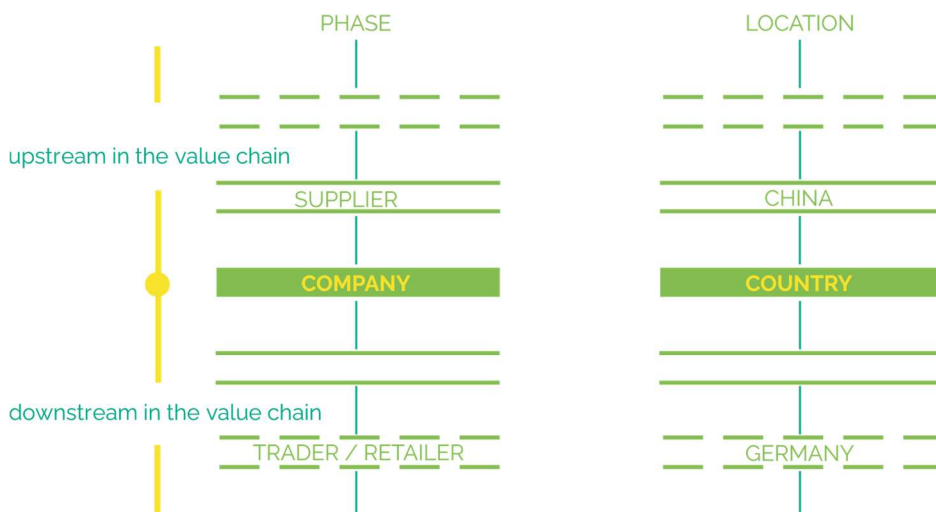 PHASE
LOCATION
upstream in the value chain
SUPPLIER
CHINA
COMPANY
COUNTRY
downstream in the value chain
TRADER / RETAILER
GERMANY